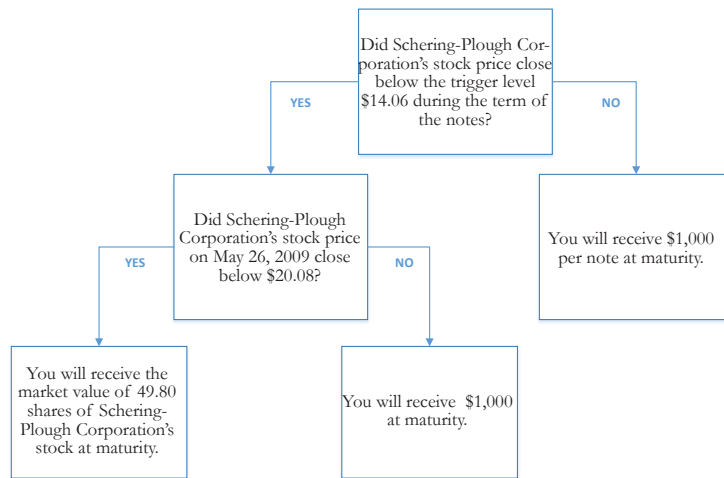 Did Schering-Plough Cor-
poration's stock price close
below the trigger level
$14.06 during the term of
the notes?
YES
NO
Did Schering-Plough
Corporation's stock price
on May 26, 2009 close
below $20.08?
You will receive $1,000
per note at maturity.
YES
NO
You will receive the
market value of 49.80
shares of Schering-
Plough Corporation's
stock at maturity.
You will receive $1,000
at maturity.